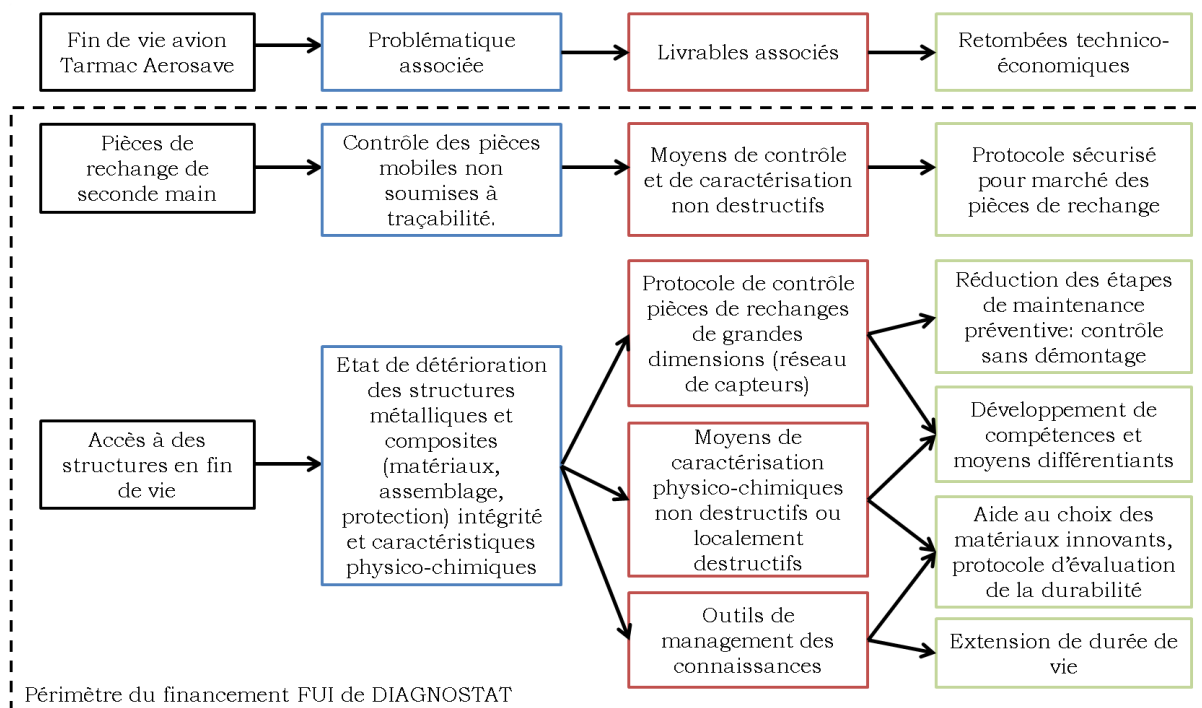 Fin de vie avion
Tarmac Aerosave
Problématique
associée
Livrables associés
Retombées technico-
économiques
Pièces de
rechange de
seconde main
Contrôle des pièces
mobiles non
soumises à
traçabilité.
Moyens de contrôle
et de caractérisation
non destructifs
Protocole sécurisé
pour marché des
pièces de rechange
Accès à des
structures en fin
de vie
Etat de détérioration
des structures
métalliques et
composites
(matériaux,
assemblage,
protection) intégrité
et caractéristiques
physico-chimiques
Protocole de contrôle
pièces de rechanges
de grandes
dimensions (réseau
de capteurs)
Moyens de
caractérisation
physico-chimiques
non destructifs ou
localement
destructifs
Outils de
management des
connaissances
Réduction des étapes
de maintenance
préventive: contrôle
sans démontage
Développement de
compétences et
moyens différentiants
Aide au choix des
matériaux innovants,
protocole d'évaluation
de la durabilité
Extension de durée de
vie
Périmètre du financement FUI de DIAGNOSTAT